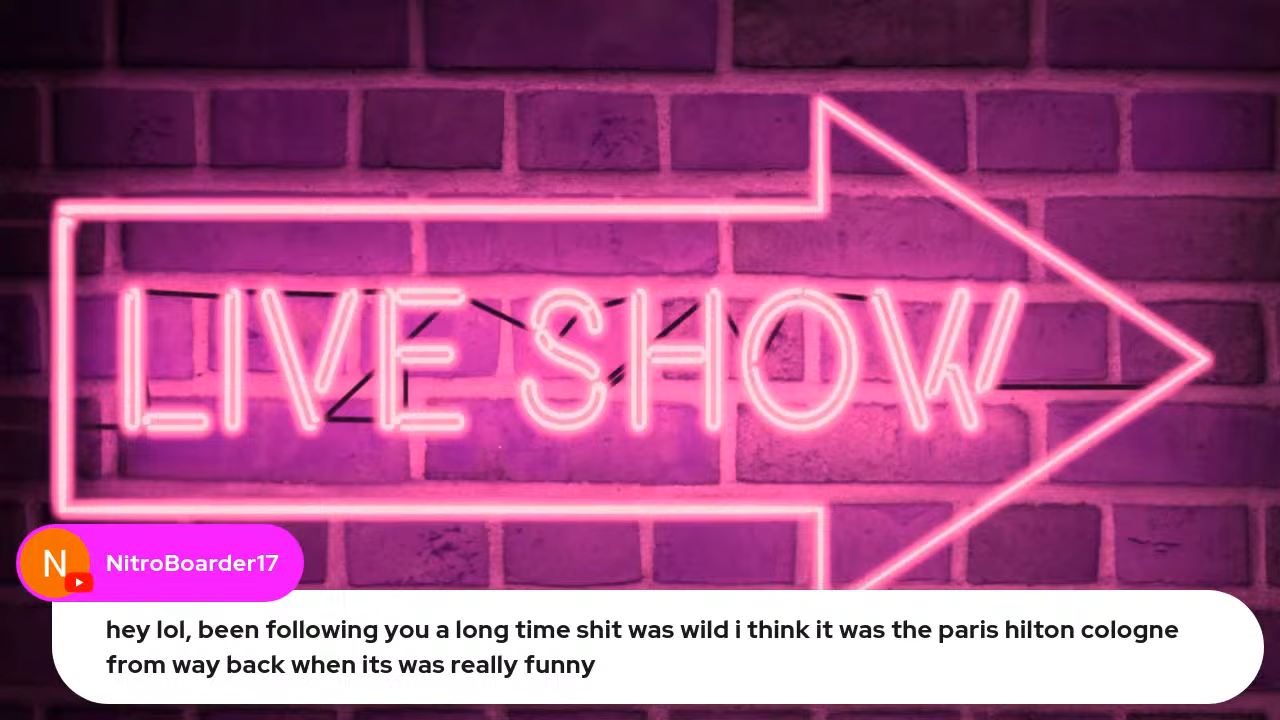 LIVE SHOW
N
NitroBoarder17
hey lol, been following you a long time shit was wild i think it was the paris hilton cologne
from way back when its was really funny